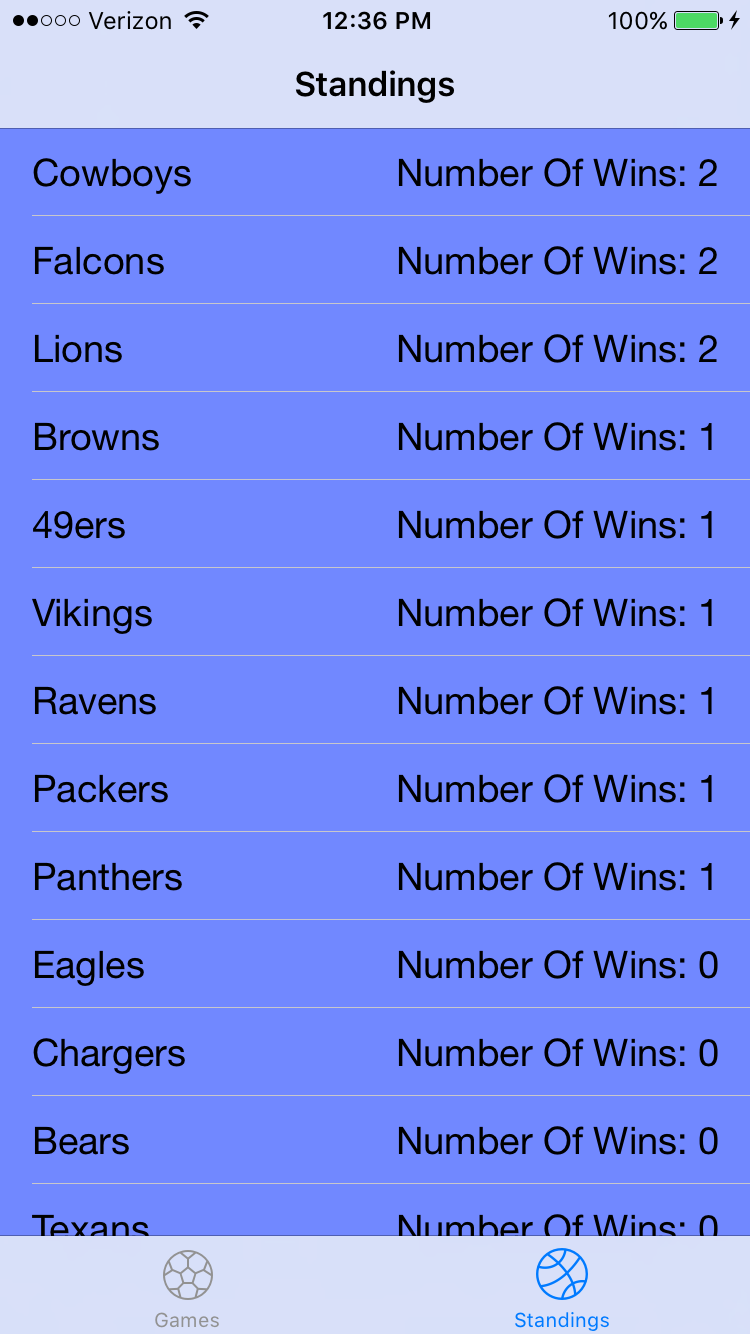 Verizon 12:36 PM 100%
Standings
Cowboys Number Of Wins: 2
Falcons Number Of Wins: 2
Lions Number Of Wins: 2
Browns Number Of Wins: 1
49ers Number Of Wins: 1
Vikings Number Of Wins: 1
Ravens Number Of Wins: 1
Packers Number Of Wins: 1
Panthers Number Of Wins: 1
Eagles Number Of Wins: 0
Chargers Number Of Wins: 0
Bears Number Of Wins: 0
Texans Number Of Wins: 0
Games Standings